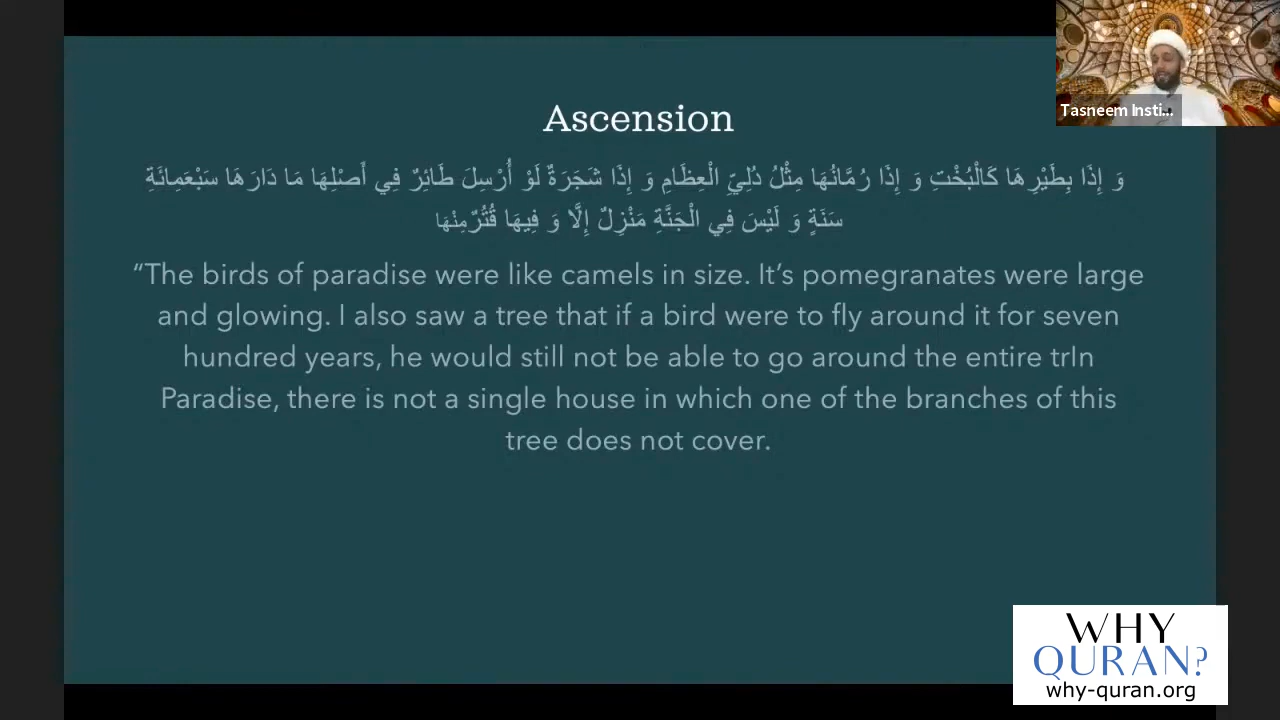 Ascension
وَ إِذَا بِطَيْرِهَا كَالْبُخْتِ وَ إِذَا رُمَّانُهَا مِثْلُ دُلِيِّ الْعِظَامِ وَ إِذَا شَجَرَةٌ لَوْ أُرْسِلَ طَائِرٌ فِي أَصْلِهَا مَا دَارَهَا سَبْعَمِائَةِ
سَنَةٍ وَ لَيْسَ فِي الْجَنَّةِ مَنْزِلٌ إِلَّا وَ فِيهَا قُتُرٌمِنْهَا
“The birds of paradise were like camels in size. It’s pomegranates were large
and glowing. I also saw a tree that if a bird were to fly around it for seven
hundred years, he would still not be able to go around the entire trIn
Paradise, there is not a single house in which one of the branches of this
tree does not cover.
Tasneem Insti...
WHY
QURAN?
why-quran.org